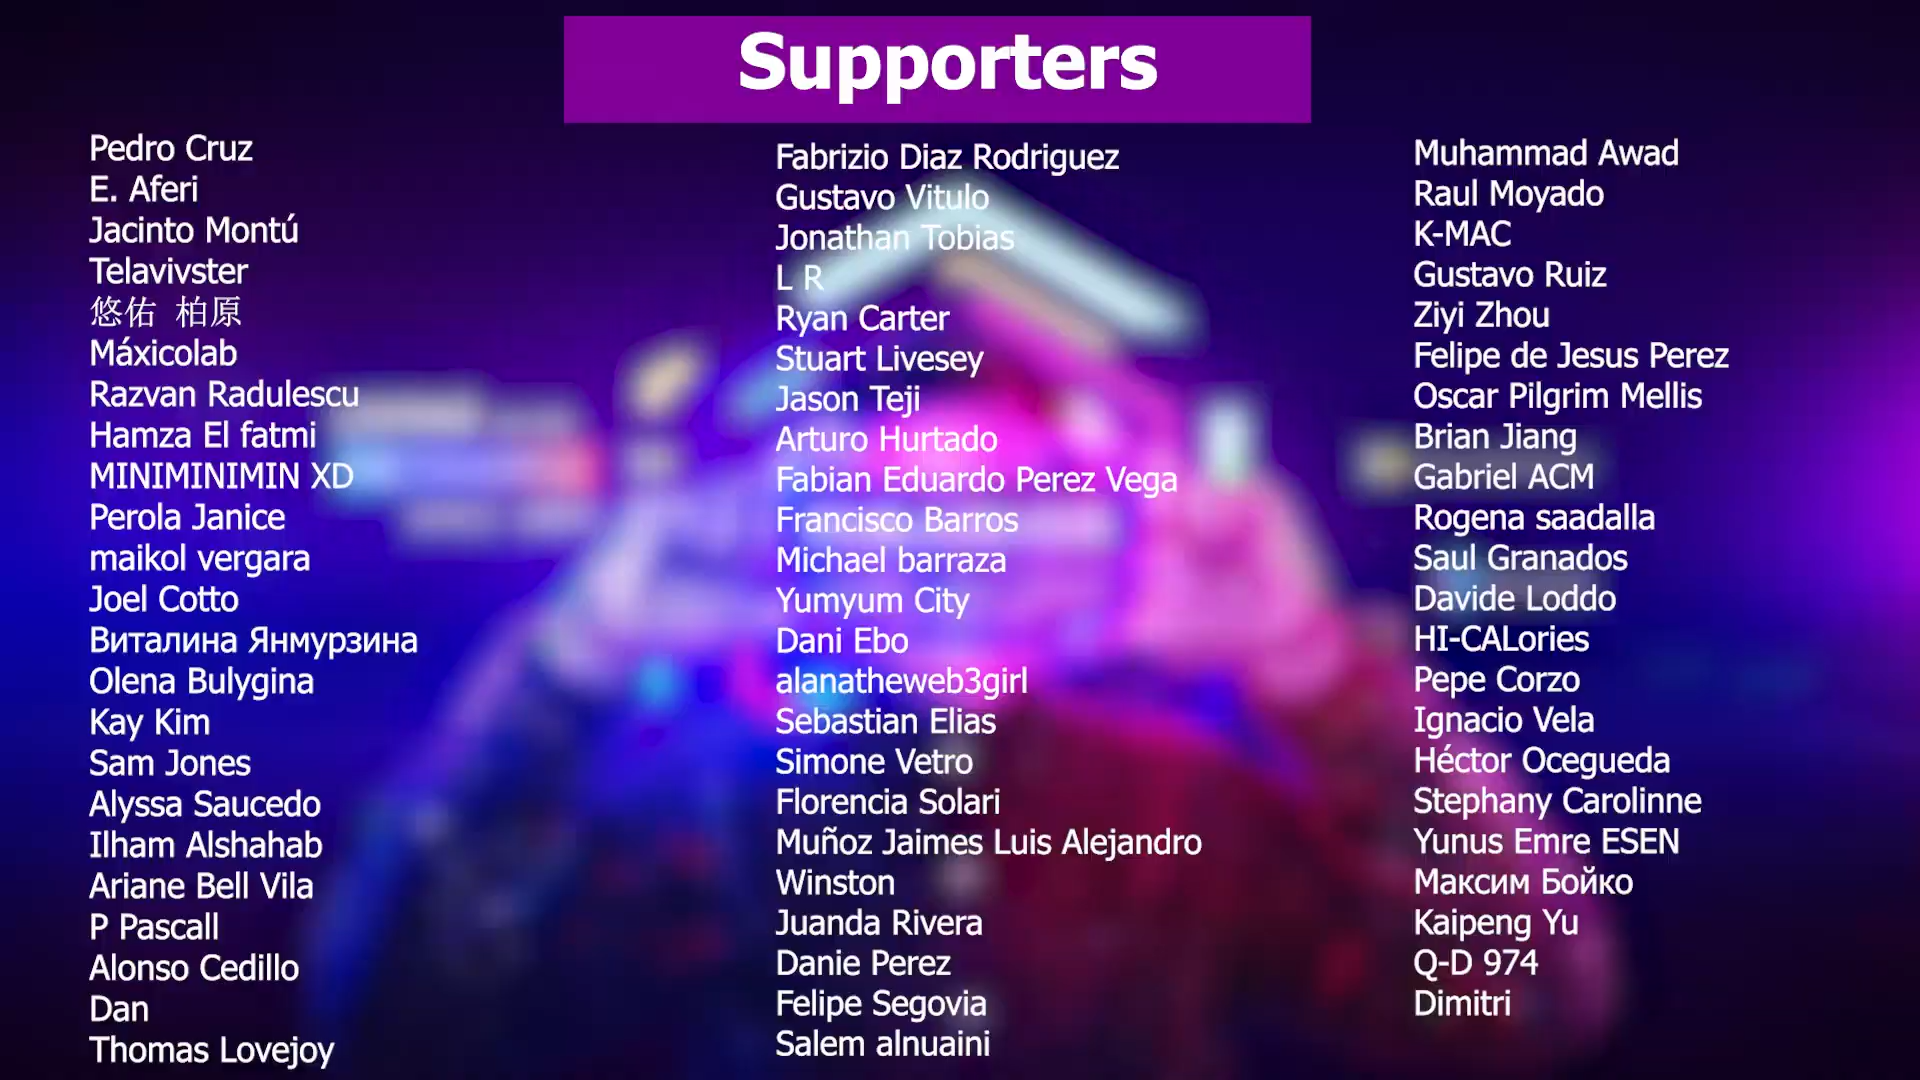 Supporters
Pedro Cruz
E. Aferi
Jacinto Montú
Telavivster
悠佑 柏原
Máxicolab
Razvan Radulescu
Hamza El fatmi
MINIMINIMIN XD
Perola Janice
maikol vergara
Joel Cotto
Виталина Янмурзина
Olena Bulygina
Kay Kim
Sam Jones
Alyssa Saucedo
Ilham Alshahab
Ariane Bell Vila
P Pascall
Alonso Cedillo
Dan
Thomas Lovejoy
Fabrizio Diaz Rodriguez
Gustavo Vitulo
Jonathan Tobias
L R
Ryan Carter
Stuart Livesey
Jason Teji
Arturo Hurtado
Fabian Eduardo Perez Vega
Francisco Barros
Michael barraza
Yumyum City
Dani Ebo
alanatheweb3girl
Sebastian Elias
Simone Vetro
Florencia Solari
Muñoz Jaimes Luis Alejandro
Winston
Juanda Rivera
Danie Perez
Felipe Segovia
Salem alnuaini
Muhammad Awad
Raul Moyado
K-MAC
Gustavo Ruiz
Ziyi Zhou
Felipe de Jesus Perez
Oscar Pilgrim Mellis
Brian Jiang
Gabriel ACM
Rogena saadalla
Saul Granados
Davide Loddo
HI-CALories
Pepe Corzo
Ignacio Vela
Héctor Ocegueda
Stephany Carolinne
Yunus Emre ESEN
Максим Бойко
Kaipeng Yu
Q-D 974
Dimitri